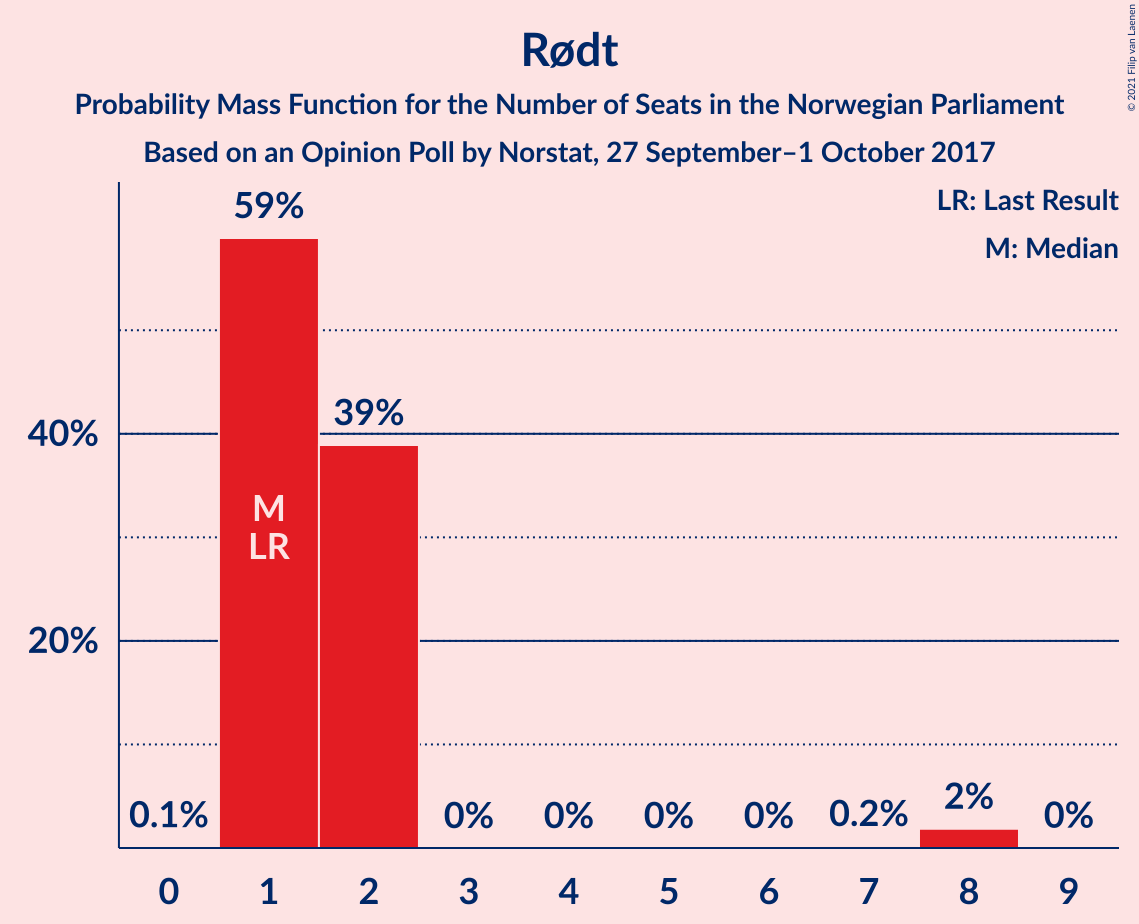 Rødt
Probability Mass Function for the Number of Seats in the Norwegian Parliament
Based on an Opinion Poll by Norstat, 27 September–1 October 2017
© 2021 Filip van Laenen
LR: Last Result
M: Median
59%
39%
40%
M
LR
20%
0.1%
0%
0%
0%
0%
0.2%
2%
0%
0 1 2 3 4 5 6 7 8 9